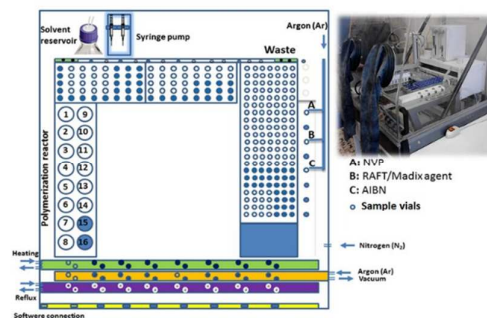 Solvent
reservoir
Syringe pump
Argon (Ar)
Waste
Polymerization reactor
1 9
2 10
3 11
4 12
5 13
6 14
7 15
8 16
A
B
C
A: NVP
B: RAFT/Madix agent
C: AIBN
Sample vials
Nitrogen (N₂)
Heating
Argon (Ar)
Vacuum
Reflux
Softwere connection